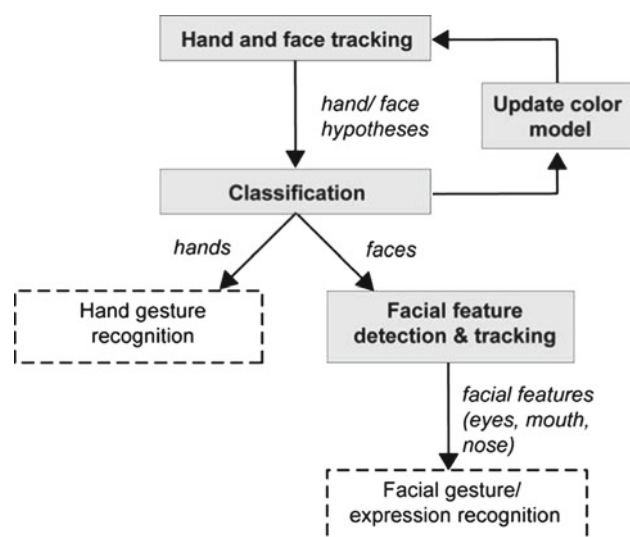 Hand and face tracking
hand/ face
hypotheses
Update color
model
Classification
hands
faces
Hand gesture
recognition
Facial feature
detection & tracking
facial features
(eyes, mouth,
nose)
Facial gesture/
expression recognition